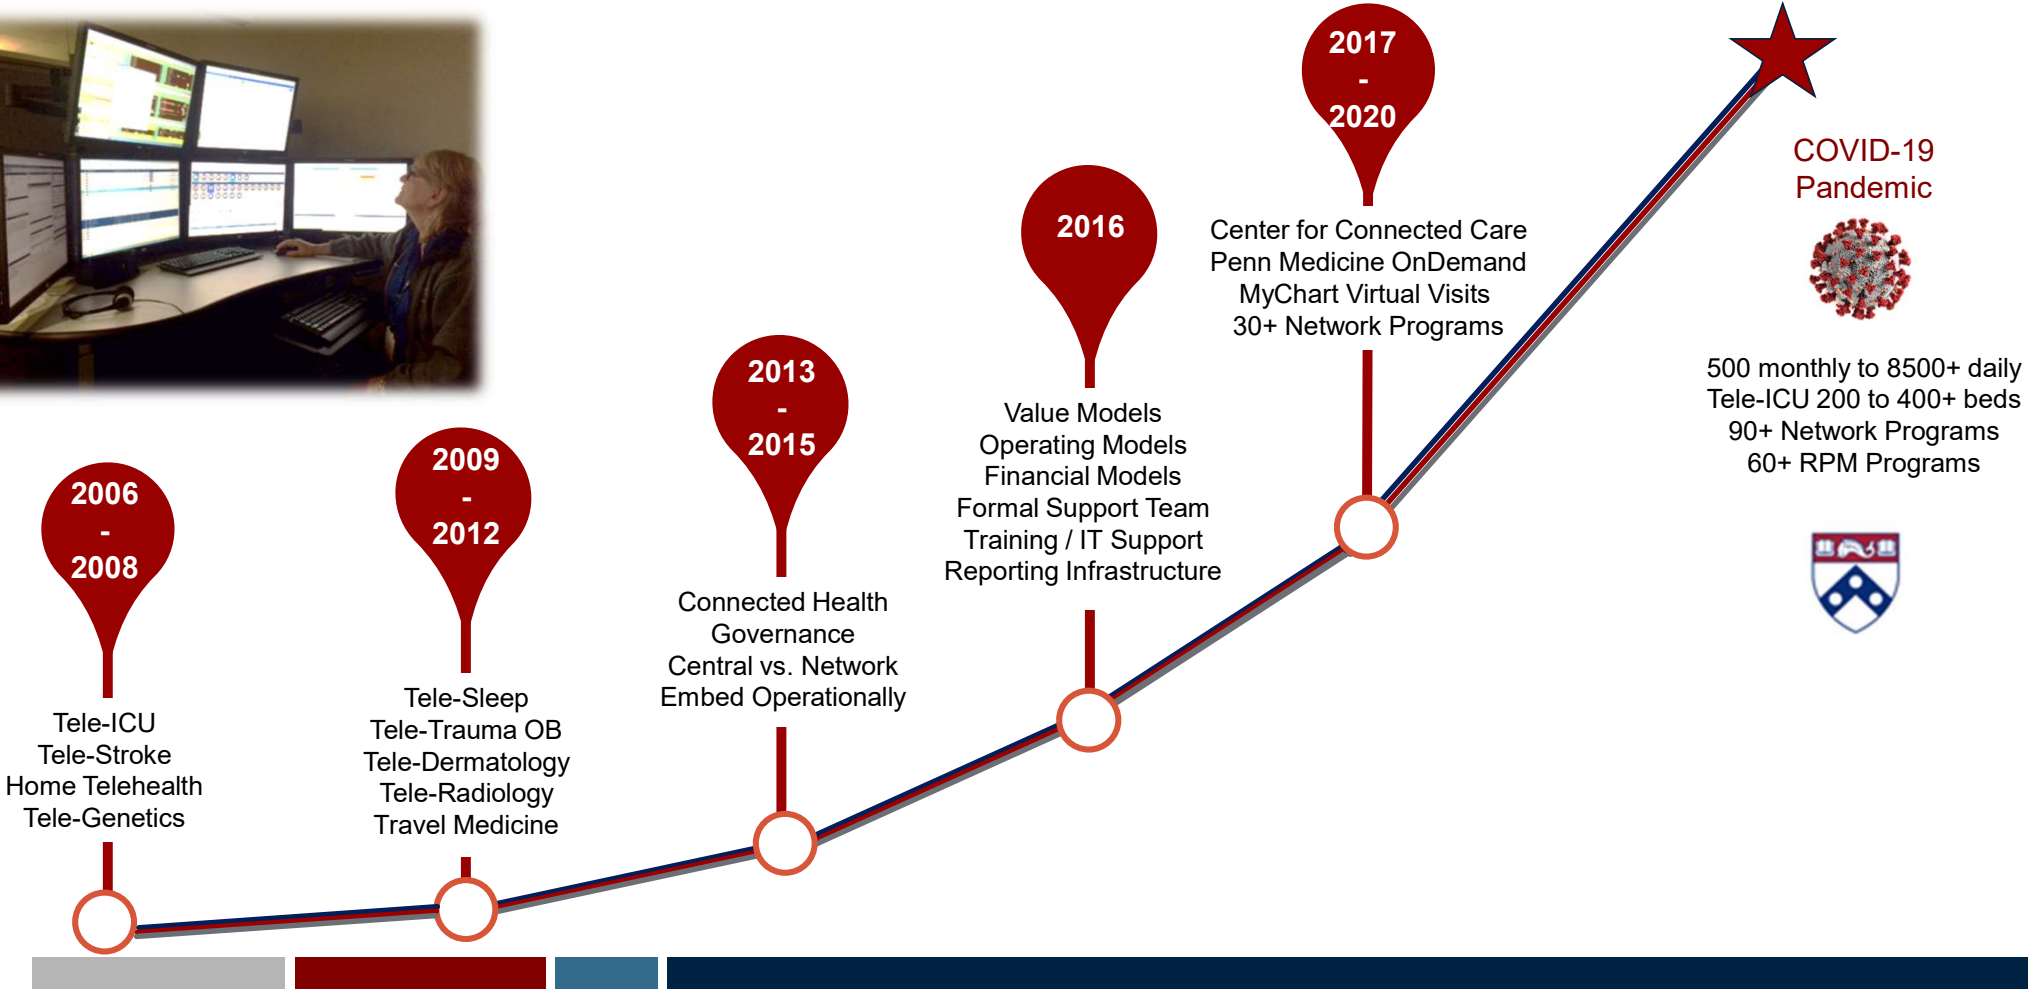 2006
-
2008
Tele-ICU
Tele-Stroke
Home Telehealth
Tele-Genetics
2009
-
2012
Tele-Sleep
Tele-Trauma OB
Tele-Dermatology
Tele-Radiology
Travel Medicine
2013
-
2015
Connected Health
Governance
Central vs. Network
Embed Operationally
2016
Value Models
Operating Models
Financial Models
Formal Support Team
Training / IT Support
Reporting Infrastructure
2017
-
2020
Center for Connected Care
Penn Medicine OnDemand
MyChart Virtual Visits
30+ Network Programs
COVID-19
Pandemic
500 monthly to 8500+ daily
Tele-ICU 200 to 400+ beds
90+ Network Programs
60+ RPM Programs